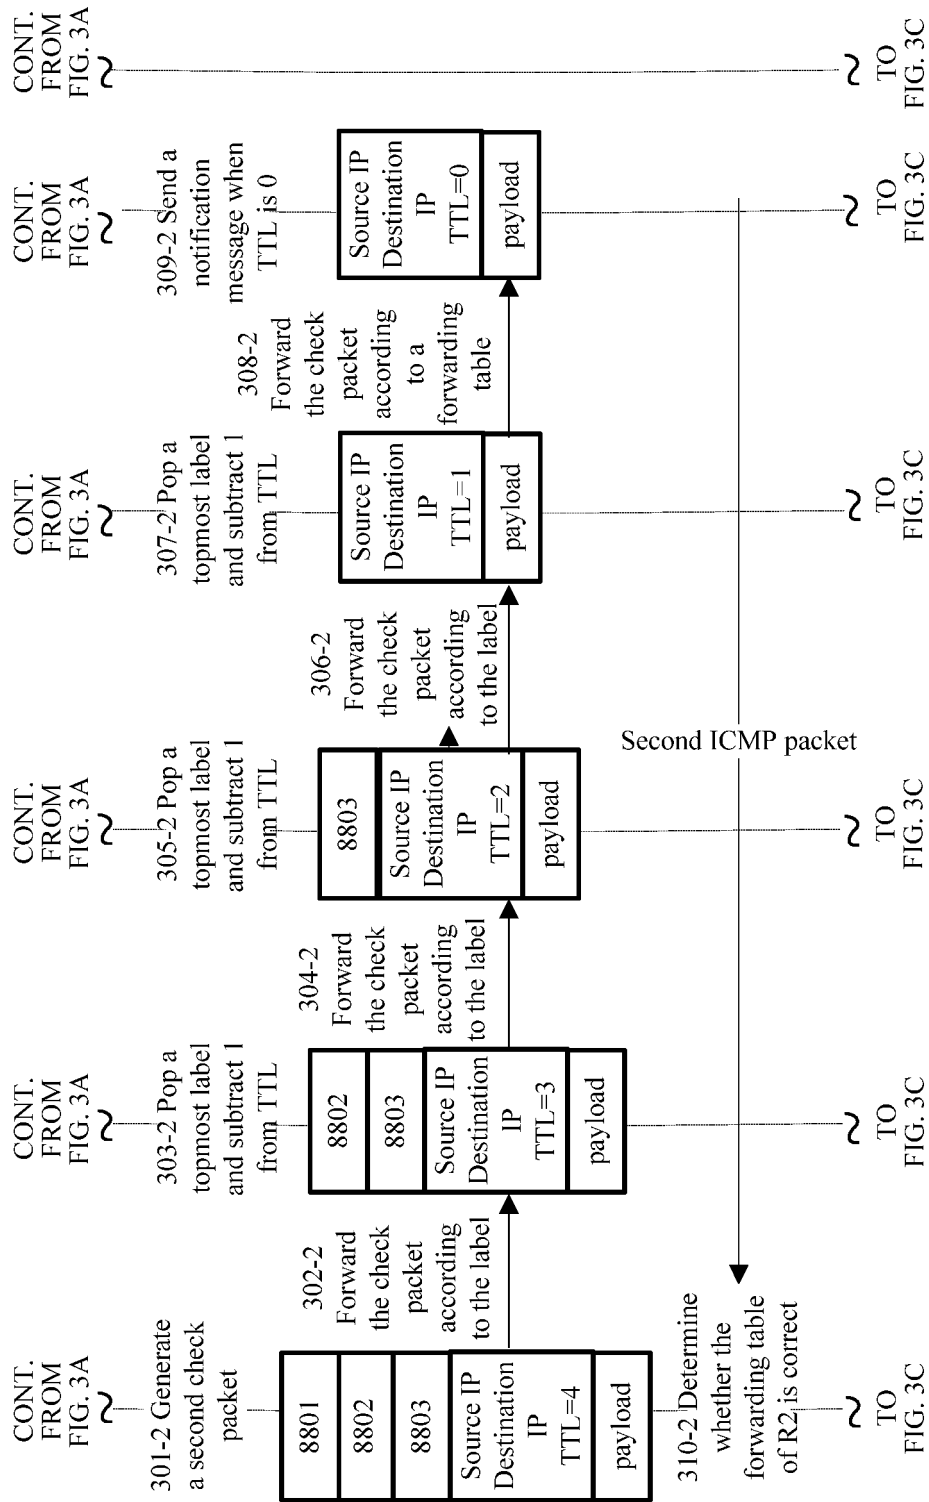 CONT.
FROM
FIG. 3A
CONT.
FROM
FIG. 3A
CONT.
FROM
FIG. 3A
CONT.
FROM
FIG. 3A
CONT.
FROM
FIG. 3A
CONT.
FROM
FIG. 3A
301-2 Generate
a second check
packet
303-2 Pop a
topmost label
and subtract 1
from TTL
305-2 Pop a
topmost label
and subtract 1
from TTL
307-2 Pop a
topmost label
and subtract 1
from TTL
309-2 Send a
notification
message when
TTL is 0
8801
8802
8803
Source IP
Destination
IP
TTL=4
payload
302-2
Forward
the check
packet
according
to the label
8802
8803
Source IP
Destination
IP
TTL=3
payload
304-2
Forward
the check
packet
according
to the label
8803
Source IP
Destination
IP
TTL=2
payload
306-2
Forward
the check
packet
according
to the label
Source IP
Destination
IP
TTL=1
payload
308-2
Forward
the check
packet
according
to a
forwarding
table
Source IP
Destination
IP
TTL=0
payload
Second ICMP packet
310-2 Determine
whether the
forwarding table
of R2 is correct
TO
FIG. 3C
TO
FIG. 3C
TO
FIG. 3C
TO
FIG. 3C
TO
FIG. 3C
TO
FIG. 3C